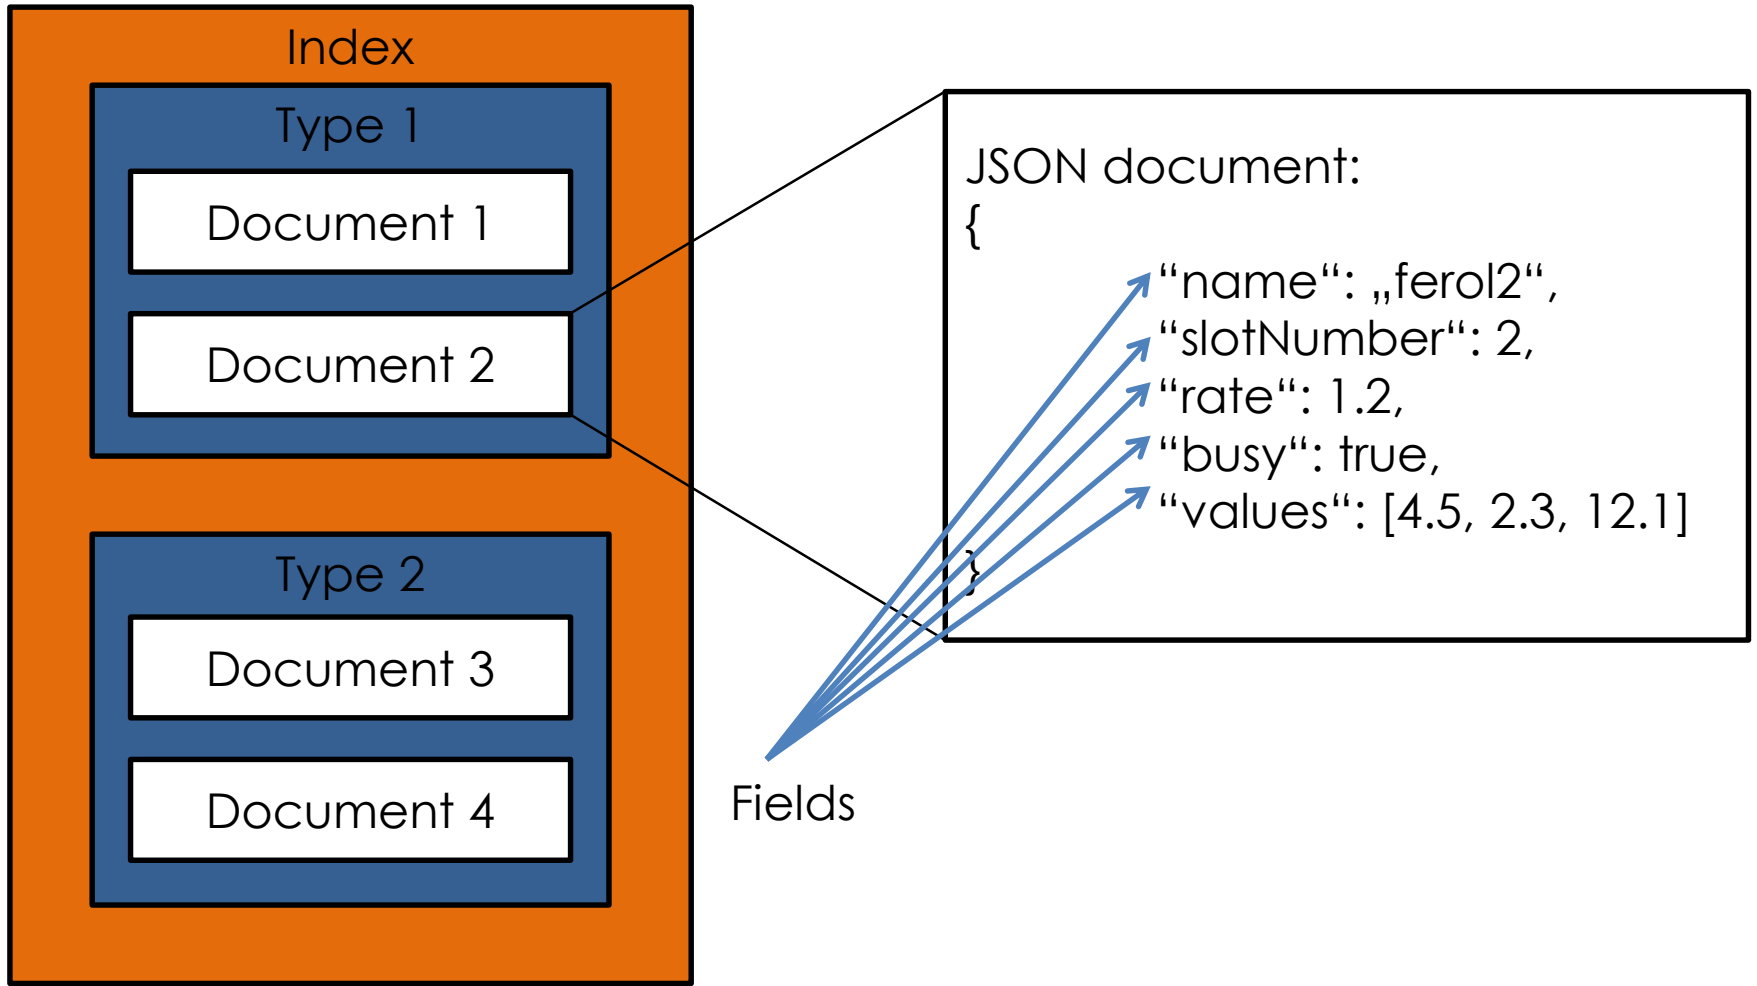 Index
Type 1
Document 1
Document 2
Type 2
Document 3
Document 4
JSON document:
{
“name“: „ferol2“,
“slotNumber“: 2,
“rate“: 1.2,
“busy“: true,
“values“: [4.5, 2.3, 12.1]
}
Fields